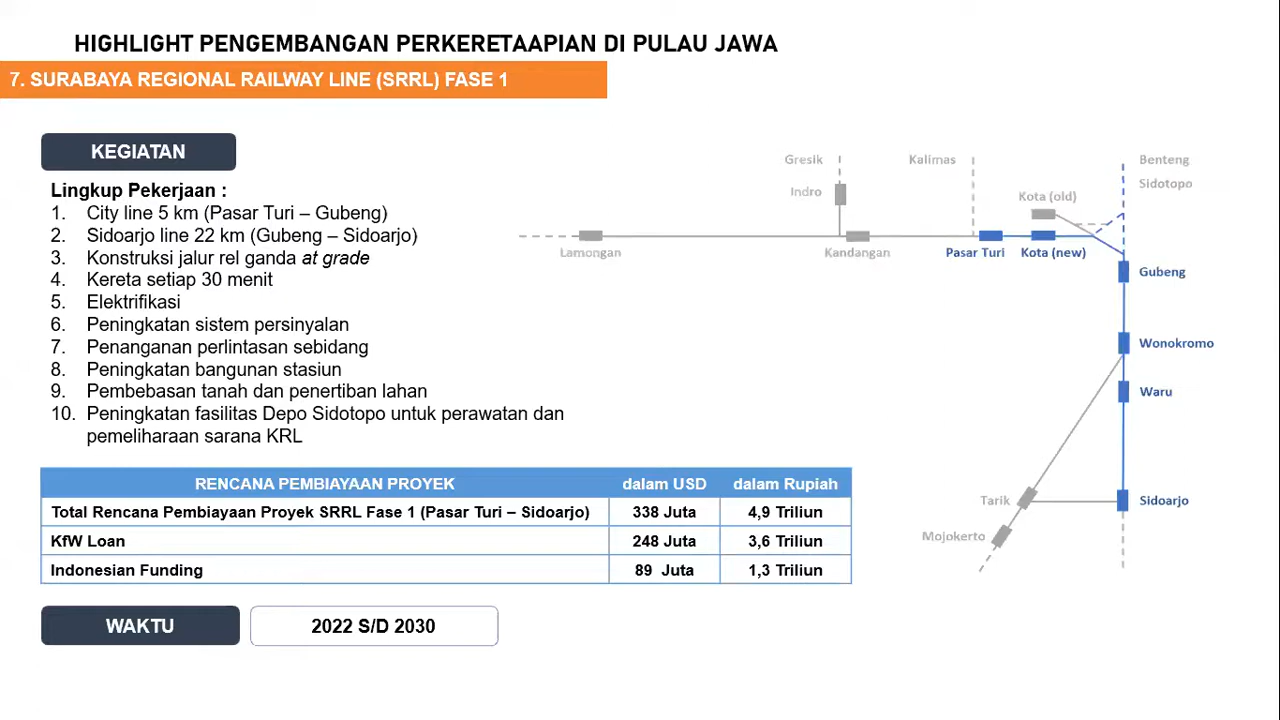 HIGHLIGHT PENGEMBANGAN PERKERETAAPIAN DI PULAU JAWA
7. SURABAYA REGIONAL RAILWAY LINE (SRRL) FASE 1
KEGIATAN
Lingkup Pekerjaan :
1. City line 5 km (Pasar Turi – Gubeng)
2. Sidoarjo line 22 km (Gubeng – Sidoarjo)
3. Konstruksi jalur rel ganda at grade
4. Kereta setiap 30 menit
5. Elektrifikasi
6. Peningkatan sistem persinyalan
7. Penanganan perlintasan sebidang
8. Peningkatan bangunan stasiun
9. Pembebasan tanah dan penertiban lahan
10. Peningkatan fasilitas Depo Sidotopo untuk perawatan dan
pemeliharaan sarana KRL
Gresik
Kalimas
Benteng
Indro
Kota (old)
Sidotopo
Lamongan
Kandangan
Pasar Turi
Kota (new)
Gubeng
Wonokromo
Waru
Tarik
Sidoarjo
Mojokerto
RENCANA PEMBIAYAAN PROYEK dalam USD dalam Rupiah
Total Rencana Pembiayaan Proyek SRRL Fase 1 (Pasar Turi – Sidoarjo) 338 Juta 4,9 Triliun
KfW Loan 248 Juta 3,6 Triliun
Indonesian Funding 89 Juta 1,3 Triliun
WAKTU
2022 S/D 2030